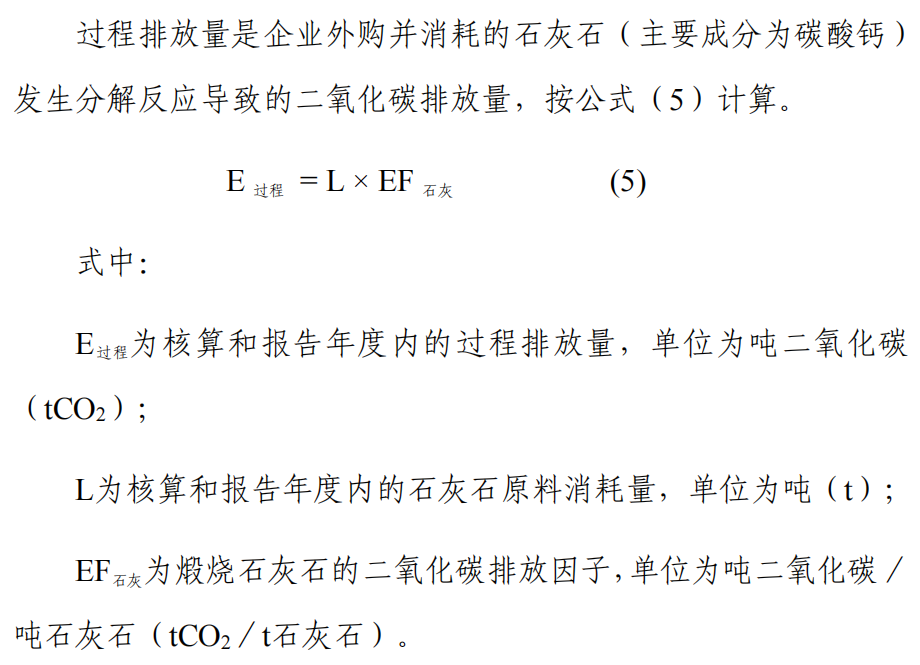 过程排放量是企业外购并消耗的石灰石（主要成分为碳酸钙）
发生分解反应导致的二氧化碳排放量，按公式（5）计算。
E 过程 = L × EF 石灰 (5)
式中：
E过程为核算和报告年度内的过程排放量，单位为吨二氧化碳
（tCO₂）；
L为核算和报告年度内的石灰石原料消耗量，单位为吨（t）；
EF石灰为煅烧石灰石的二氧化碳排放因子，单位为吨二氧化碳／
吨石灰石（tCO₂／t石灰石）。